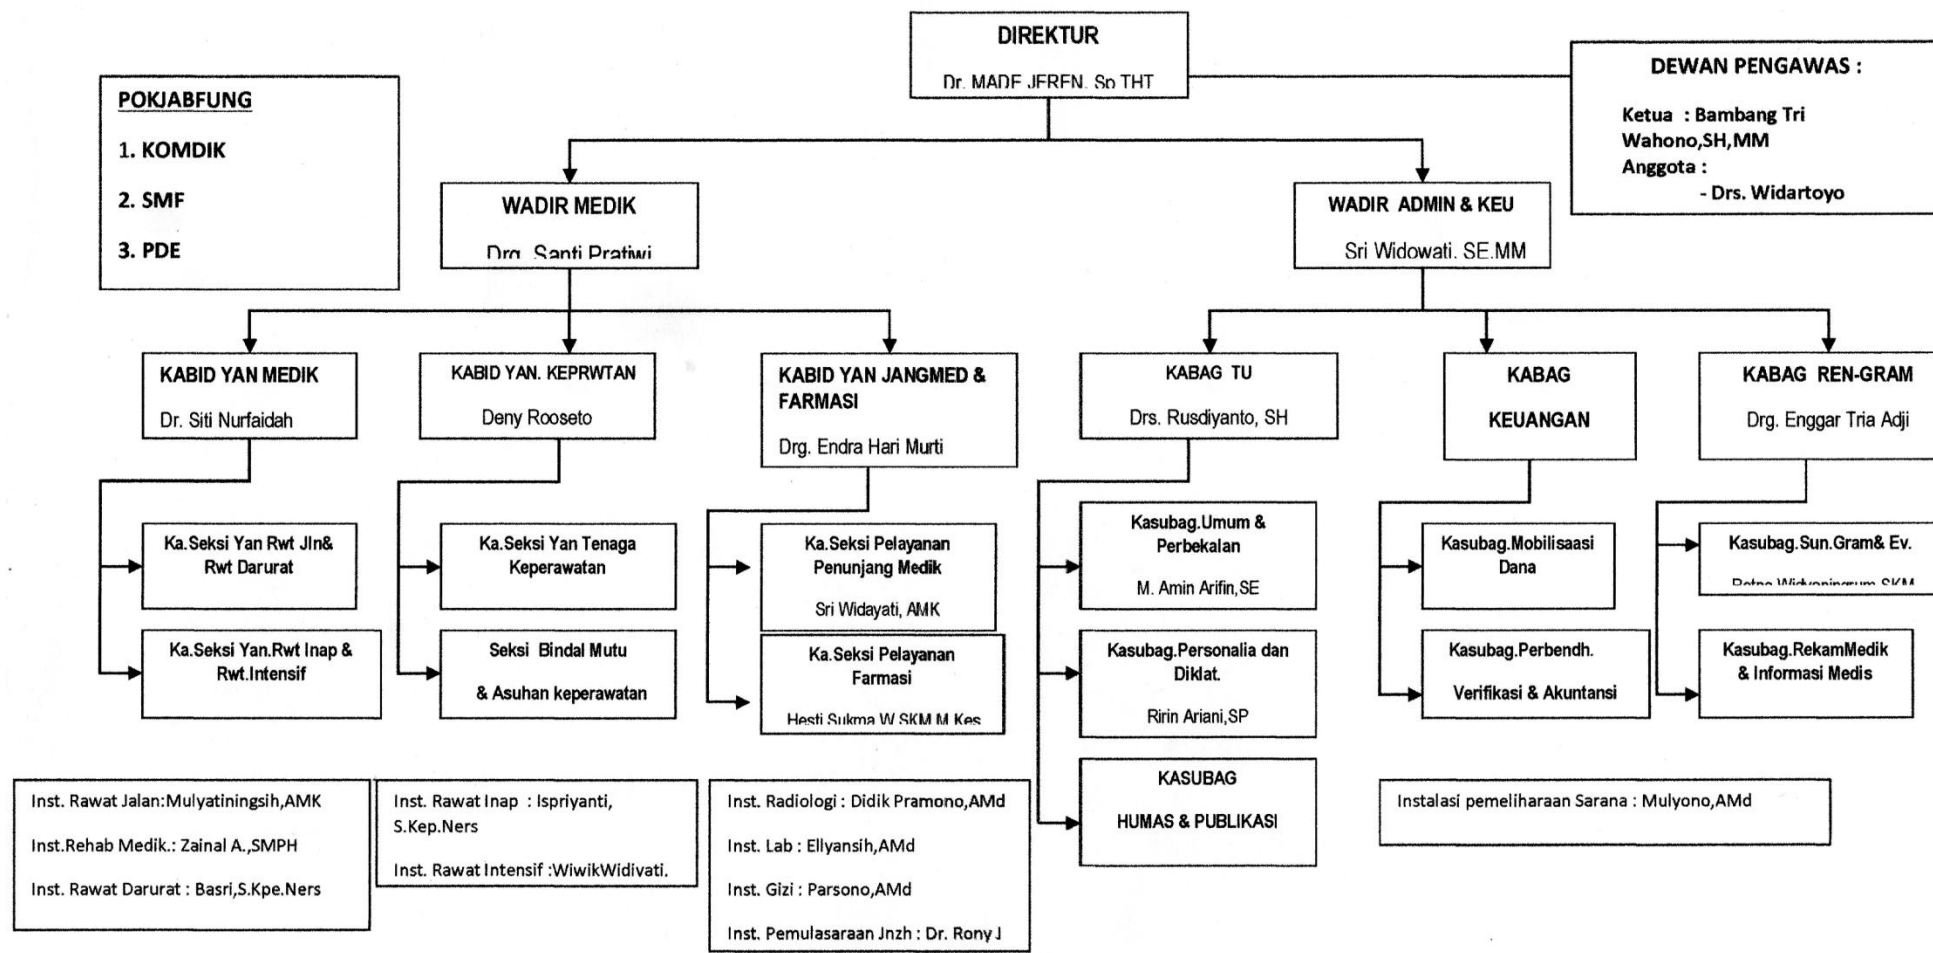 DIREKTUR
Dr. MADE JEREN. Sp THT
DEWAN PENGAWAS :
Ketua : Bambang Tri
Wahono,SH,MM
Anggota :
- Drs. Widartoyo
POKJABFUNG
1. KOMDIK
2. SMF
3. PDE
WADIR MEDIK
Drg. Santi Pratiwi
WADIR ADMIN & KEU
Sri Widowati. SE.MM
KABID YAN MEDIK
Dr. Siti Nurfaidah
KABID YAN. KEPRWTAN
Deny Rooseto
KABID YAN JANGMED &
FARMASI
Drg. Endra Hari Murti
KABAG TU
Drs. Rusdiyanto, SH
KABAG
KEUANGAN
KABAG REN-GRAM
Drg. Enggar Tria Adji
Ka.Seksi Yan Rwt Jln&
Rwt Darurat
Ka.Seksi Yan.Rwt Inap &
Rwt.Intensif
Ka.Seksi Yan Tenaga
Keperawatan
Seksi Bindal Mutu
& Asuhan keperawatan
Ka.Seksi Pelayanan
Penunjang Medik
Sri Widayati, AMK
Ka.Seksi Pelayanan
Farmasi
Hesti Sukma W.SKM.M.Kes
Kasubag.Umum &
Perbekalan
M. Amin Arifin,SE
Kasubag.Personalia dan
Diklat.
Ririn Ariani,SP
KASUBAG
HUMAS & PUBLIKASI
Kasubag.Mobilisaasi
Dana
Kasubag.Perbendh.
Verifikasi & Akuntansi
Kasubag.Sun.Gram& Ev.
Retno Widyaningrum SKM
Kasubag.RekamMedik
& Informasi Medis
Inst. Rawat Jalan:Mulyatiningsih,AMK
Inst.Rehab Medik.: Zainal A.,SMPH
Inst. Rawat Darurat : Basri,S.Kpe.Ners
Inst. Rawat Inap : Ispriyanti,
S.Kep.Ners
Inst. Rawat Intensif :WiwikWidivati.
Inst. Radiologi : Didik Pramono,AMd
Inst. Lab : Ellyansih,AMd
Inst. Gizi : Parsono,AMd
Inst. Pemulasaraan Jnzh : Dr. Rony J
Instalasi pemeliharaan Sarana : Mulyono,AMd